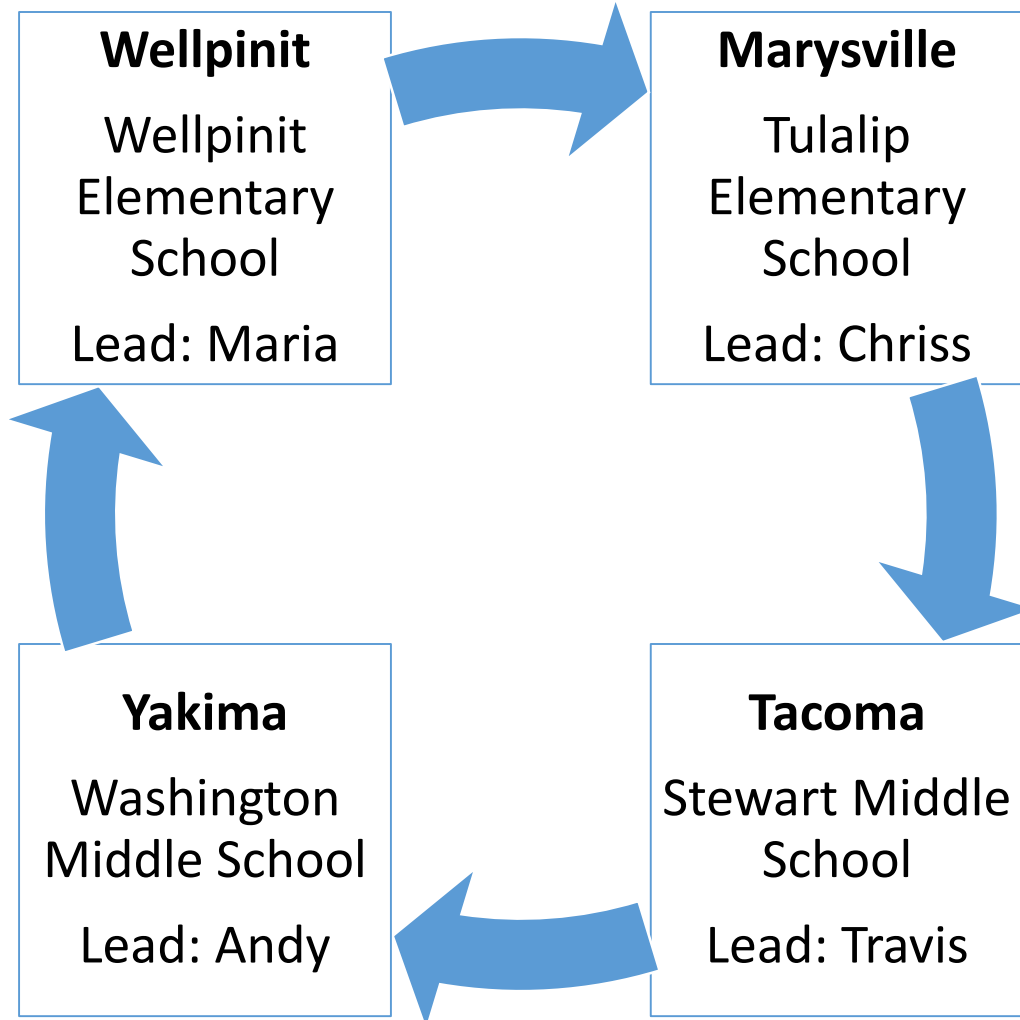 Wellpinit
Wellpinit
Elementary
School
Lead: Maria
Marysville
Tulalip
Elementary
School
Lead: Chriss
Tacoma
Stewart Middle
School
Lead: Travis
Yakima
Washington
Middle School
Lead: Andy